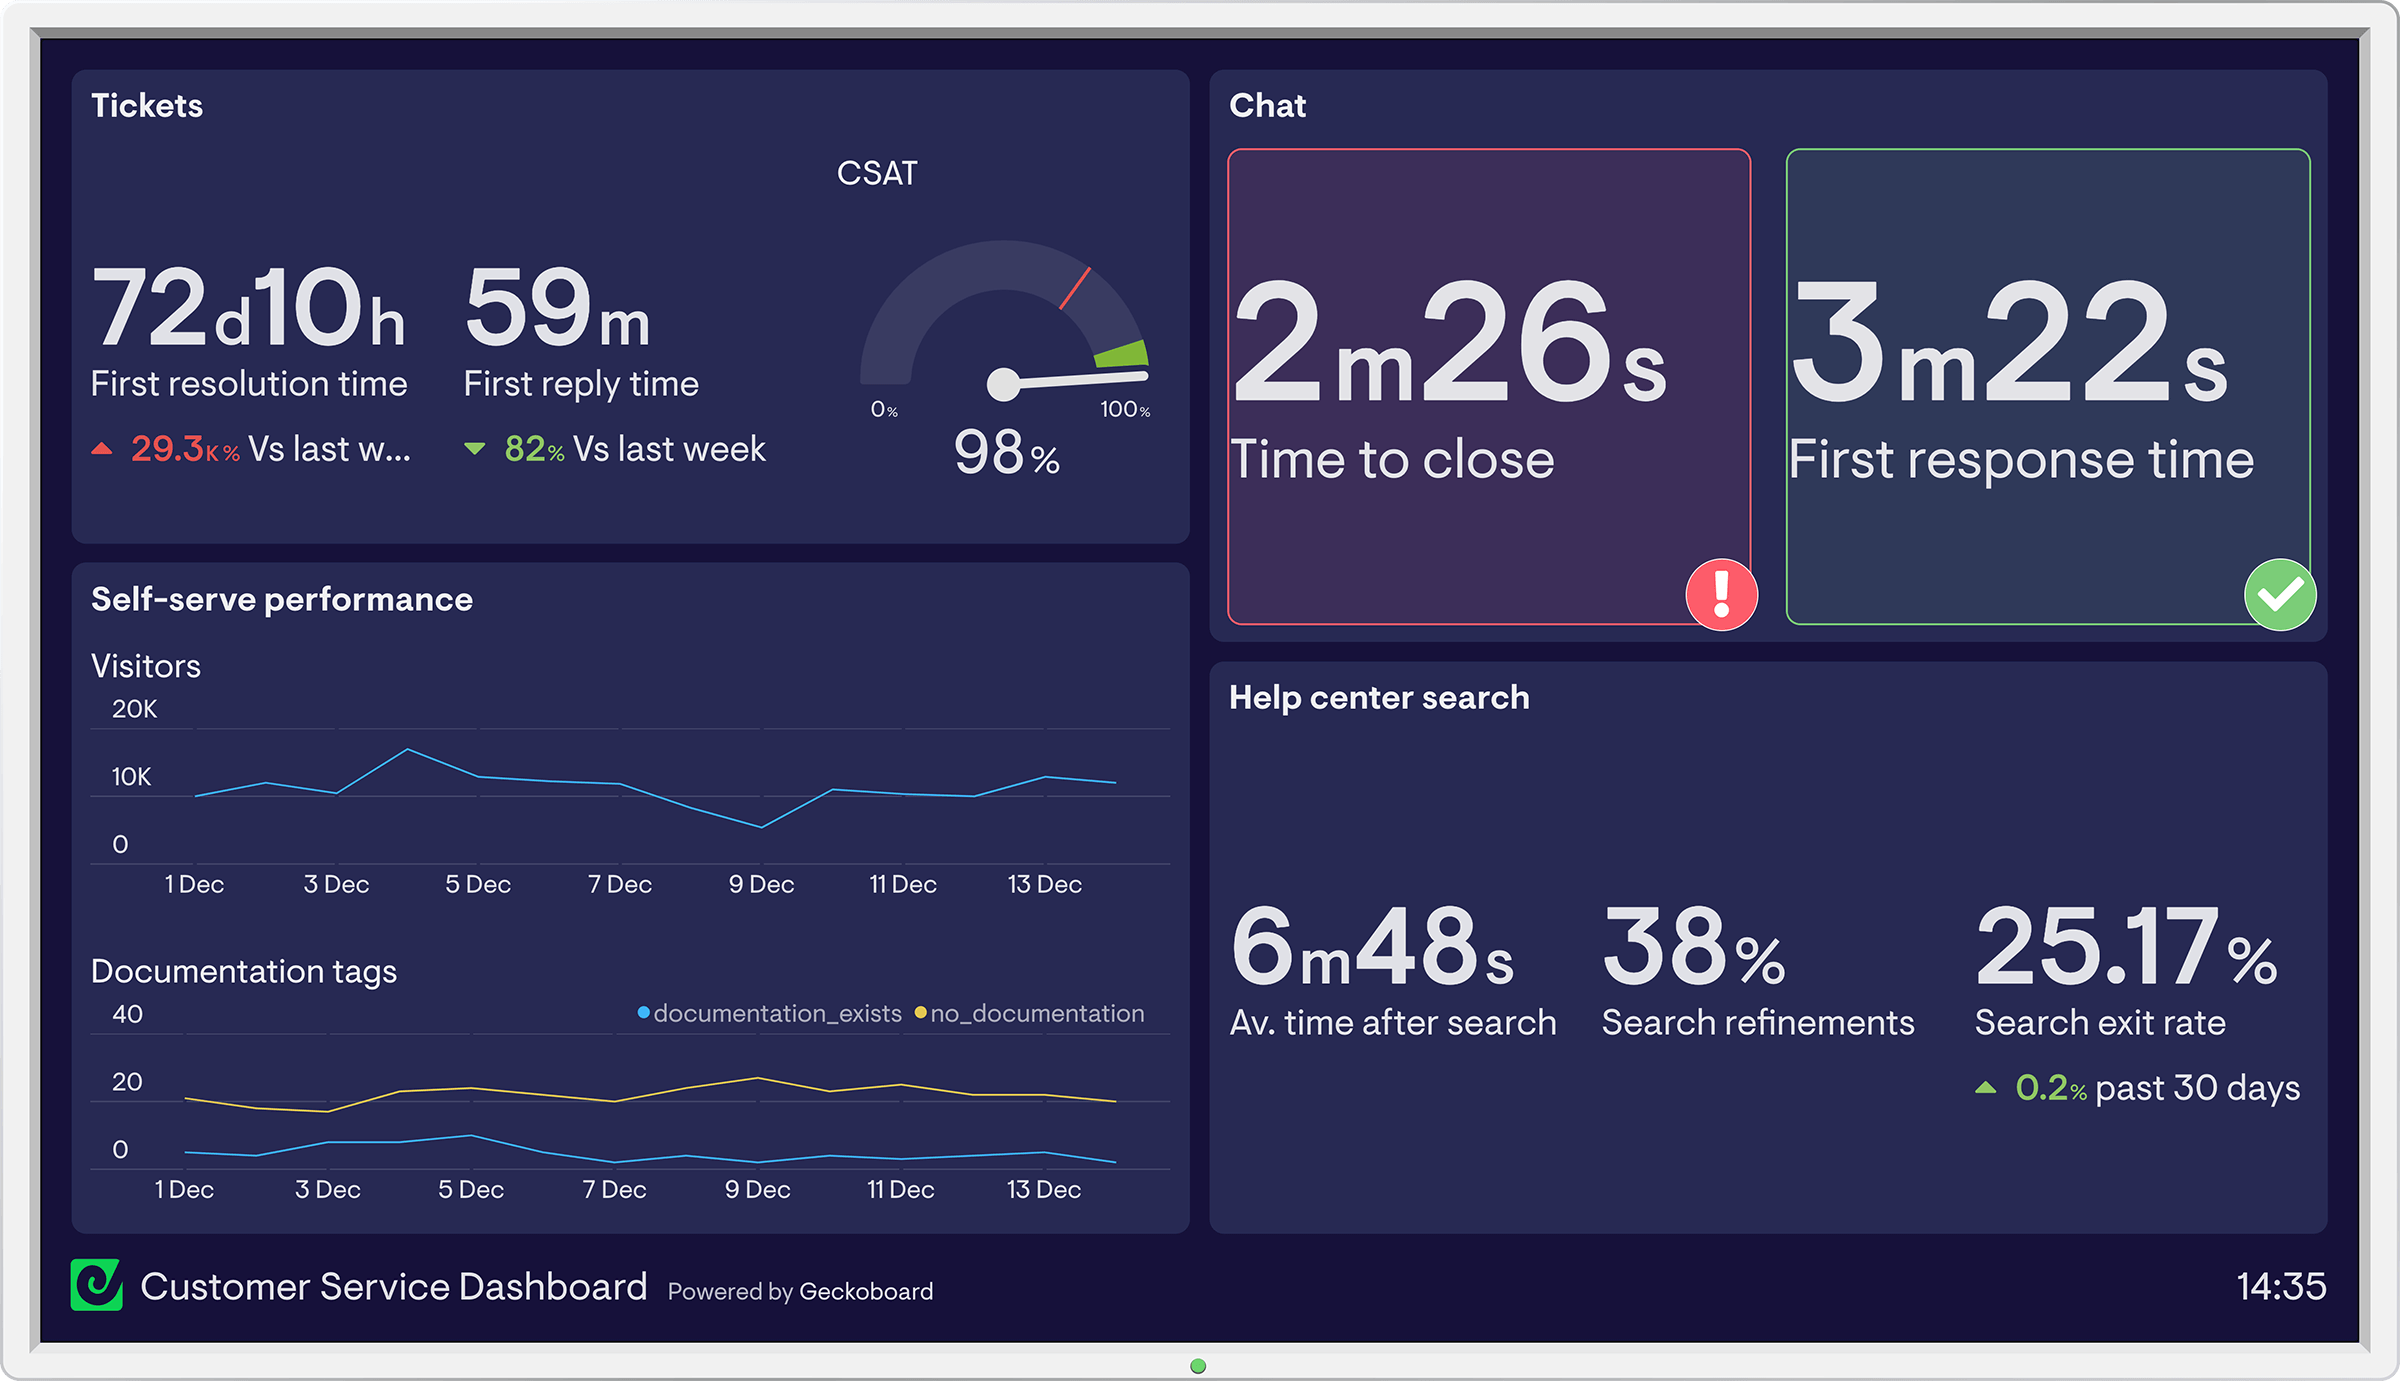 Tickets
CSAT
72d10h
First resolution time
29.3K% Vs last w...
59m
First reply time
82% Vs last week
0%
100%
98%
Chat
2m26s
Time to close
3m22s
First response time
Self-serve performance
Visitors
20K
10K
0
1 Dec 3 Dec 5 Dec 7 Dec 9 Dec 11 Dec 13 Dec
Documentation tags
documentation_exists no_documentation
40
20
0
1 Dec 3 Dec 5 Dec 7 Dec 9 Dec 11 Dec 13 Dec
Help center search
6m48s
Av. time after search
38%
Search refinements
25.17%
Search exit rate
0.2% past 30 days
Customer Service Dashboard Powered by Geckoboard
14:35